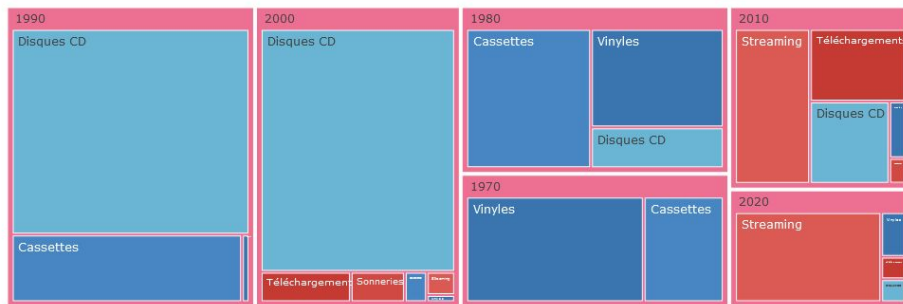 1990
Disques CD
Cassettes
2000
Disques CD
Téléchargement
Sonneries
1980
Cassettes
Vinyles
Disques CD
1970
Vinyles
Cassettes
2010
Streaming
Téléchargements
Disques CD
2020
Streaming